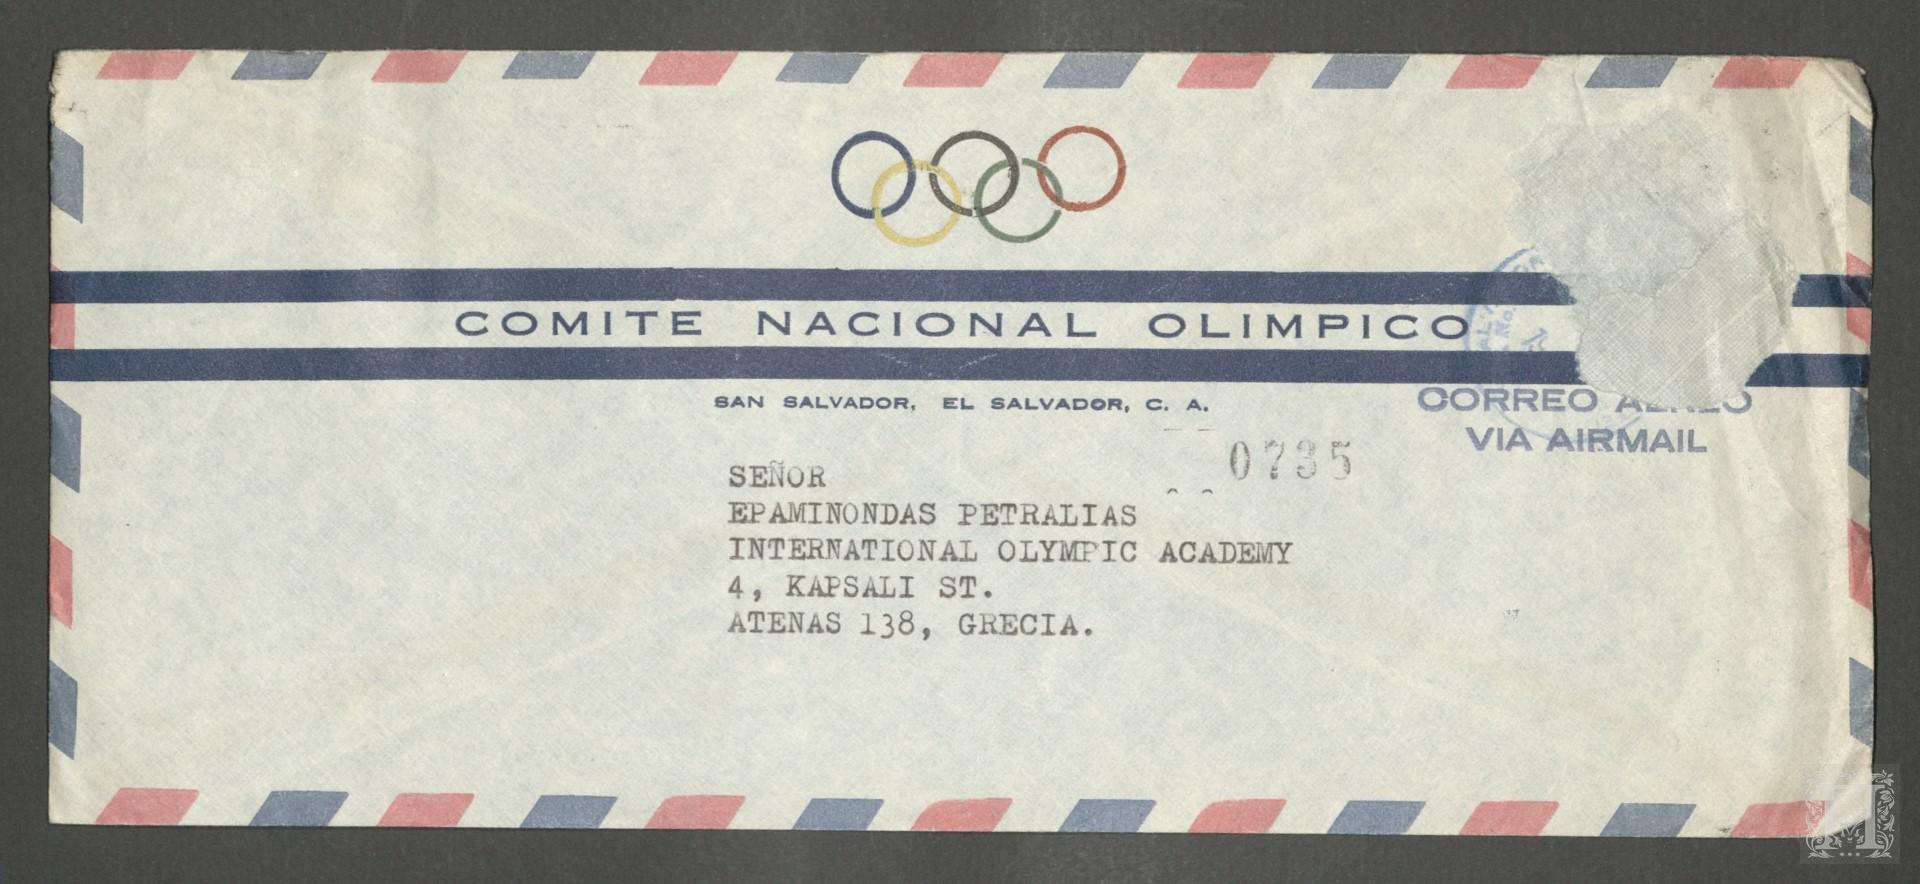 COMITE NACIONAL OLIMPICO
SAN SALVADOR, EL SALVADOR, C. A.
CORREO AEREO
VIA AIRMAIL
0735
SEÑOR
EPAMINONDAS PETRALIAS
INTERNATIONAL OLYMPIC ACADEMY
4, KAPSALI ST.
ATENAS 138, GRECIA.